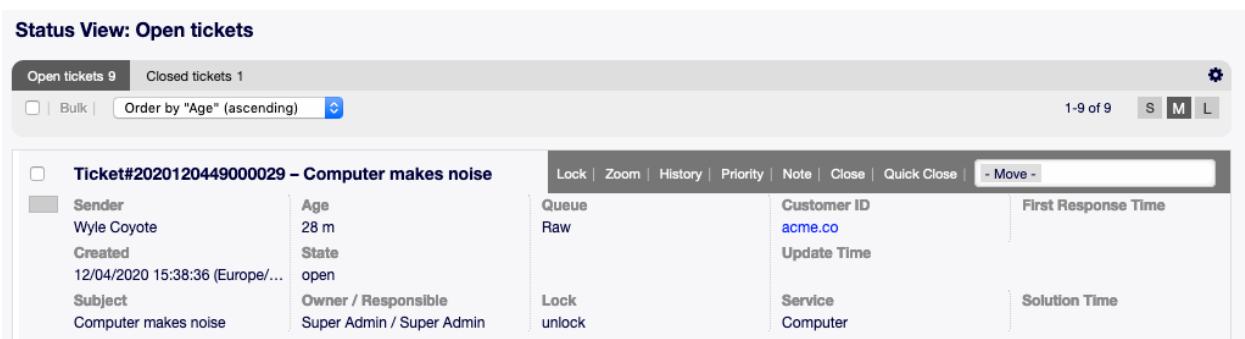 Status View: Open tickets
Open tickets 9 Closed tickets 1
Bulk | Order by "Age" (ascending) 1-9 of 9 S M L
Ticket#2020120449000029 – Computer makes noise Lock | Zoom | History | Priority | Note | Close | Quick Close | - Move -
Sender Age Queue Customer ID First Response Time
Wyle Coyote 28 m Raw acme.co
Created State Update Time
12/04/2020 15:38:36 (Europe/... open
Subject Owner / Responsible Lock Service Solution Time
Computer makes noise Super Admin / Super Admin unlock Computer